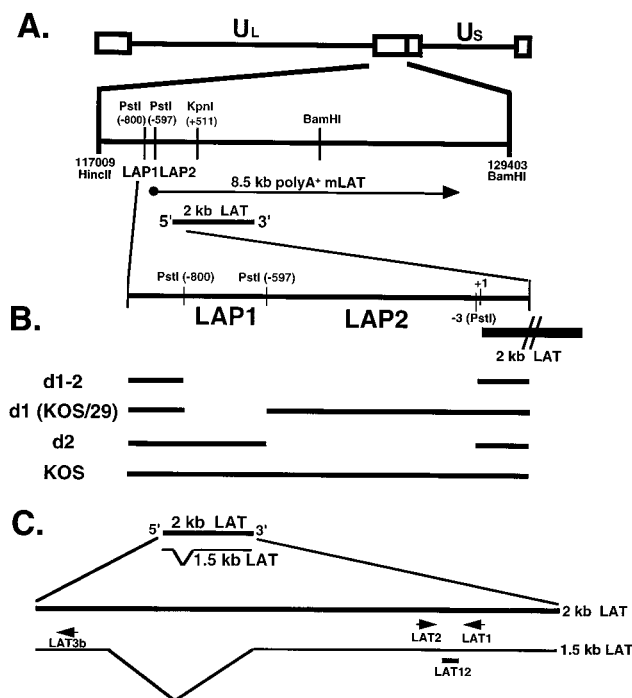 A.
UL US
PstI PstI KpnI
(-800) (-597) (+511) BamHI
117009 129403
HincII LAP1 LAP2 BamHI
8.5 kb polyA+ mLAT
5' 2 kb LAT 3'
PstI (-800) PstI (-597) +1
LAP1 LAP2 -3 (PstI)
B.
2 kb LAT
d1-2
d1 (KOS/29)
d2
KOS
C.
5' 2 kb LAT 3'
1.5 kb LAT
2 kb LAT
LAT3b LAT2 LAT1
1.5 kb LAT
LAT12